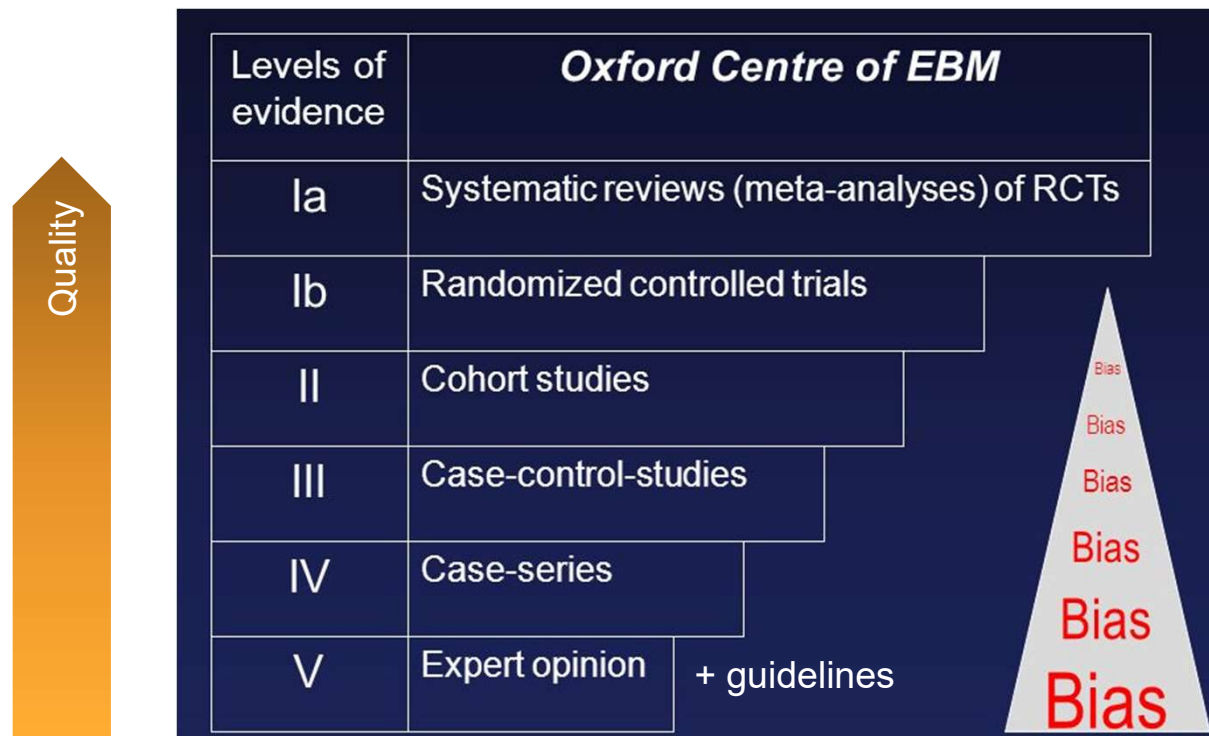 Quality
Levels of
evidence
Oxford Centre of EBM
Ia
Systematic reviews (meta-analyses) of RCTs
Ib
Randomized controlled trials
II
Cohort studies
III
Case-control-studies
IV
Case-series
V
Expert opinion
+ guidelines
Bias
Bias
Bias
Bias
Bias
Bias